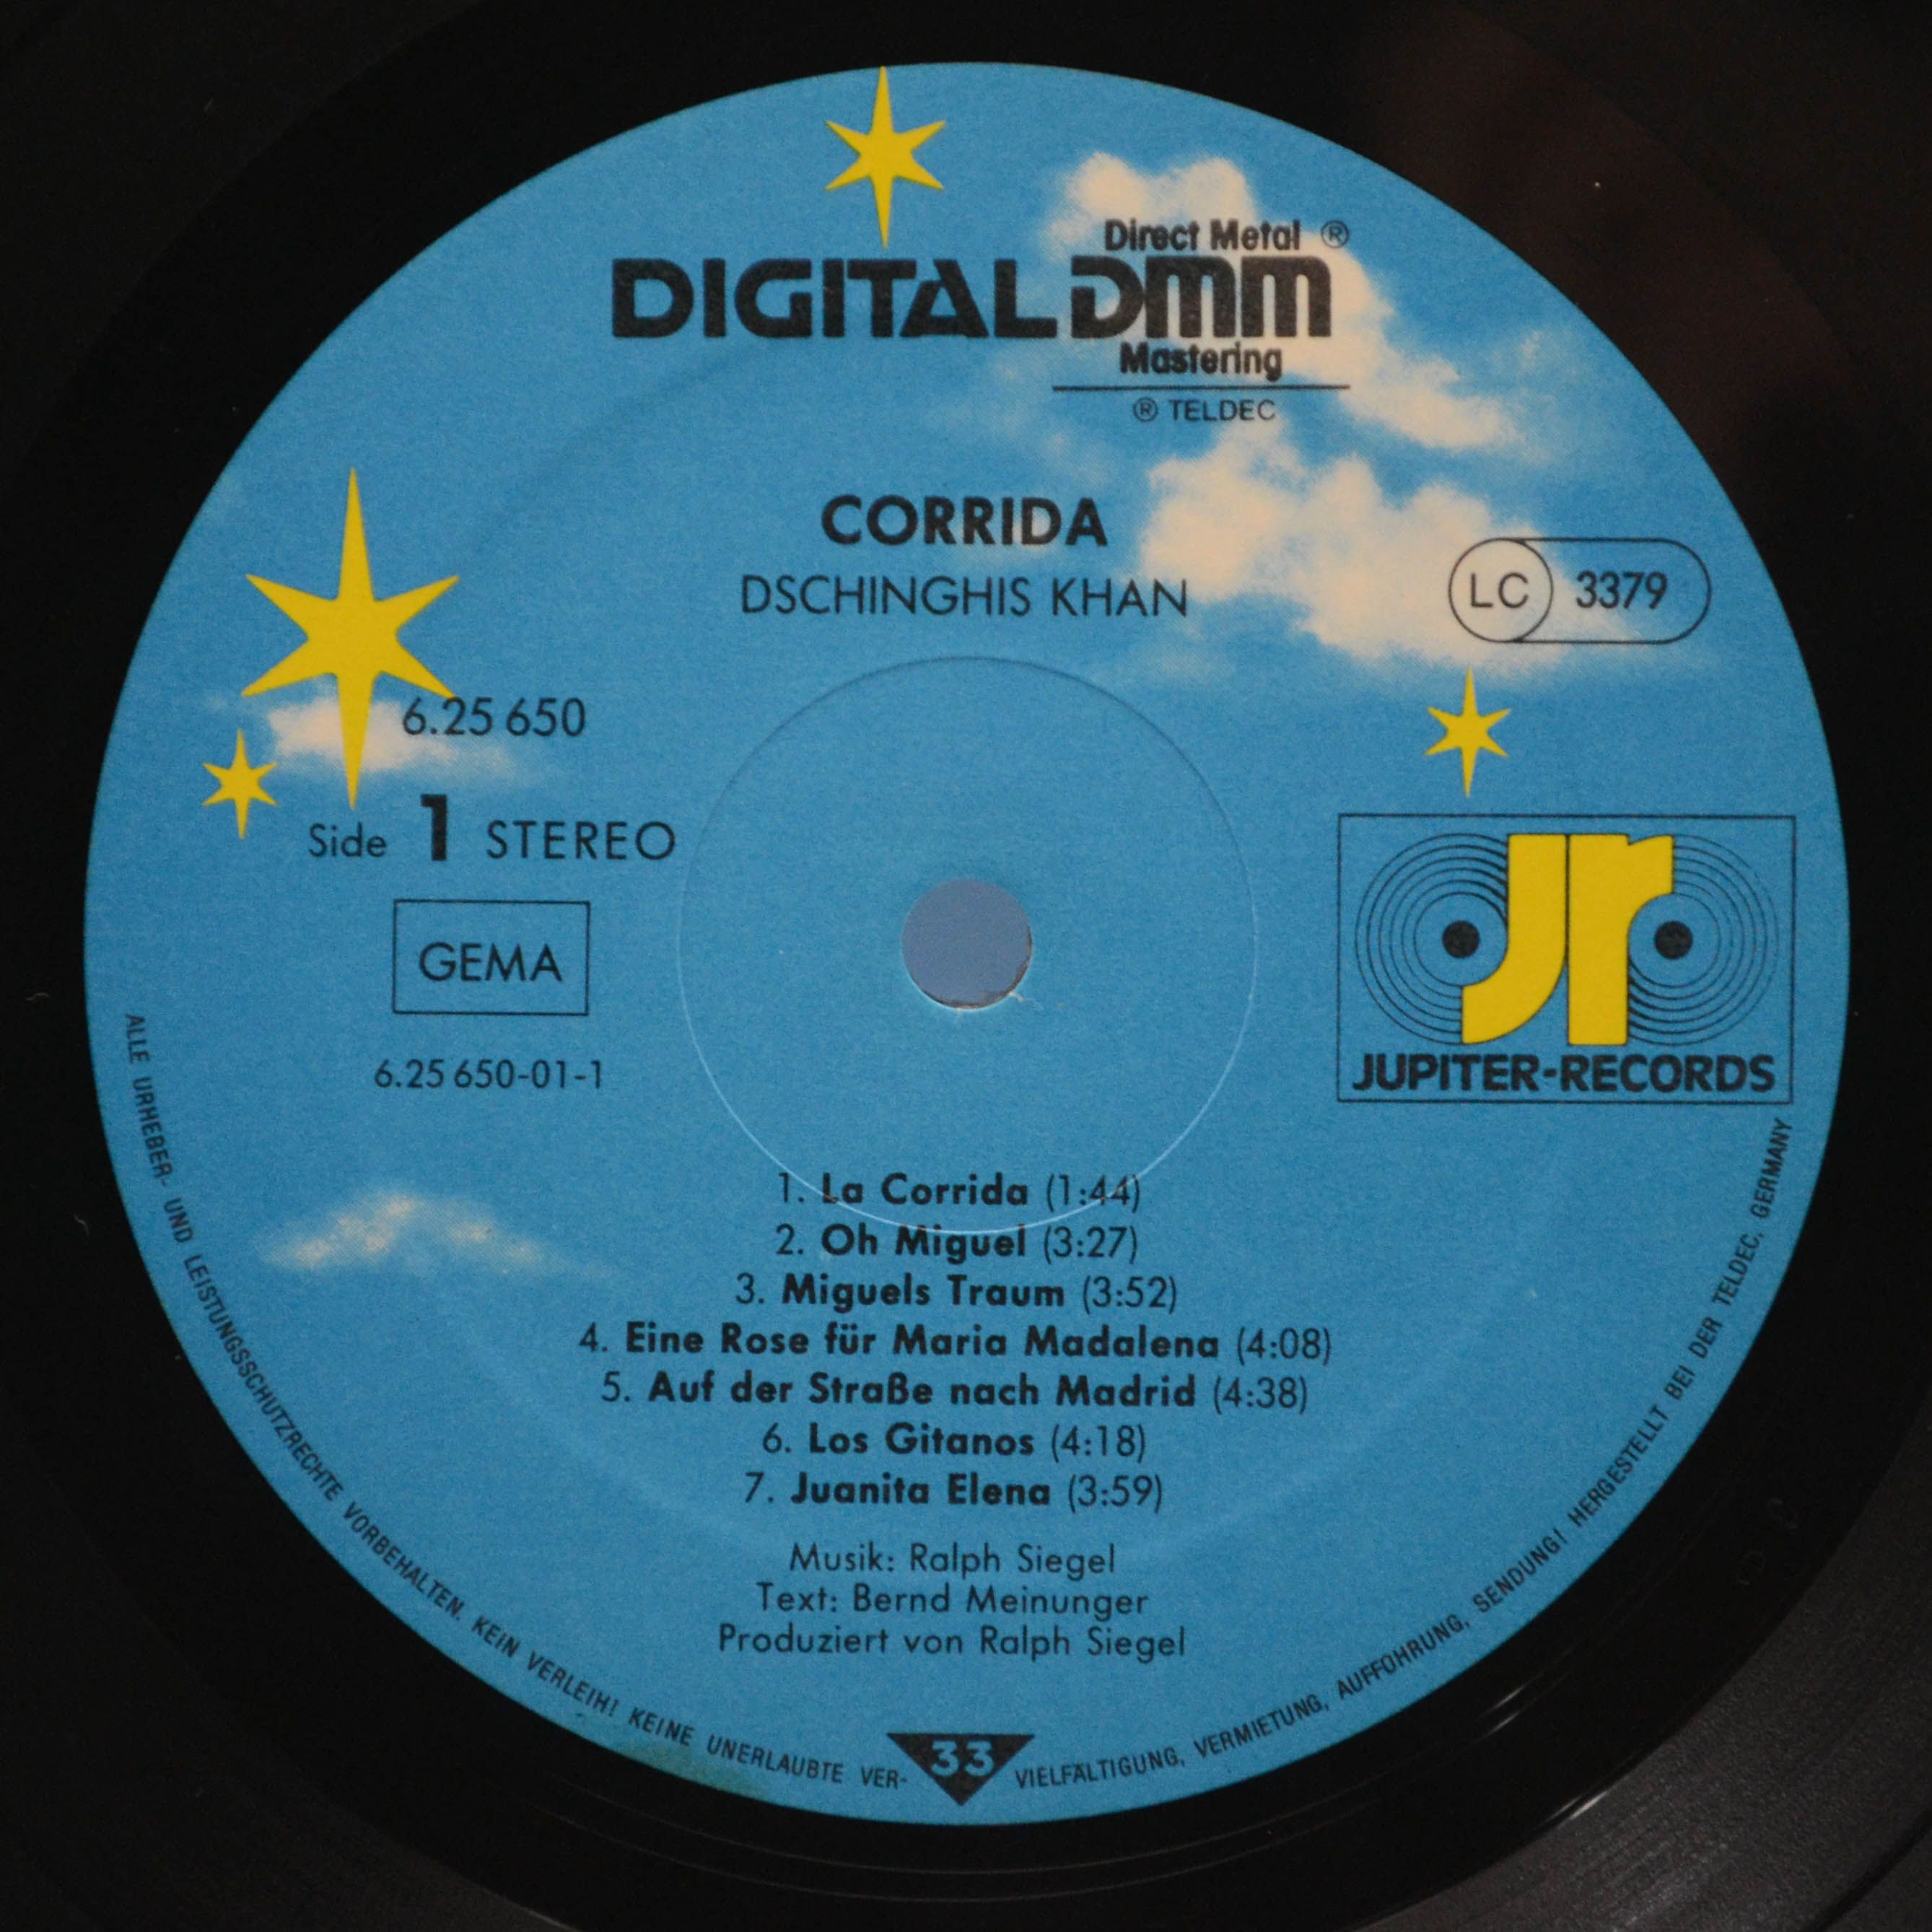 Direct Metal ®
DIGITAL DMM
Mastering
® TELDEC
CORRIDA
DSCHINGHIS KHAN
LC 3379
6.25 650
Side 1 STEREO
GEMA
6.25 650-01-1
jr
JUPITER-RECORDS
1. La Corrida (1:44)
2. Oh Miguel (3:27)
3. Miguels Traum (3:52)
4. Eine Rose für Maria Madalena (4:08)
5. Auf der Straße nach Madrid (4:38)
6. Los Gitanos (4:18)
7. Juanita Elena (3:59)
Musik: Ralph Siegel
Text: Bernd Meinunger
Produziert von Ralph Siegel
33
ALLE URHEBER- UND LEISTUNGSSCHUTZRECHTE VORBEHALTEN. KEIN VERLEIH! KEINE UNERLAUBTE VER-VIELFÄLTIGUNG, VERMIETUNG, AUFFÜHRUNG, SENDUNG! HERGESTELLT BEI DER TELDEC, GERMANY